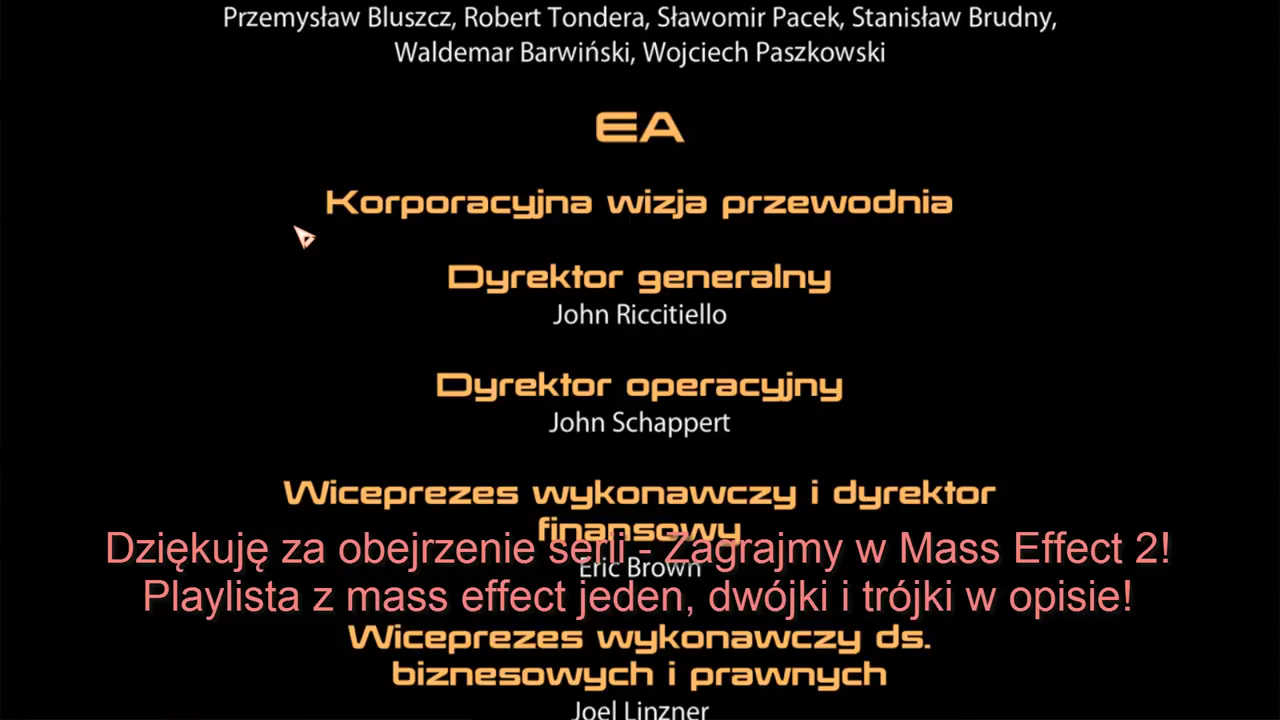 Przemysław Bluszcz, Robert Tondera, Sławomir Pacek, Stanisław Brudny,
Waldemar Barwiński, Wojciech Paszkowski
EA
Korporacyjna wizja przewodnia
Dyrektor generalny
John Riccitiello
Dyrektor operacyjny
John Schappert
Wiceprezes wykonawczy i dyrektor
finansowy
Dziękuję za obejrzenie serii - Zagrajmy w Mass Effect 2!
Eric Brown
Playlista z mass effect jeden, dwójki i trójki w opisie!
Wiceprezes wykonawczy ds.
biznesowych i prawnych
Joel Linzner